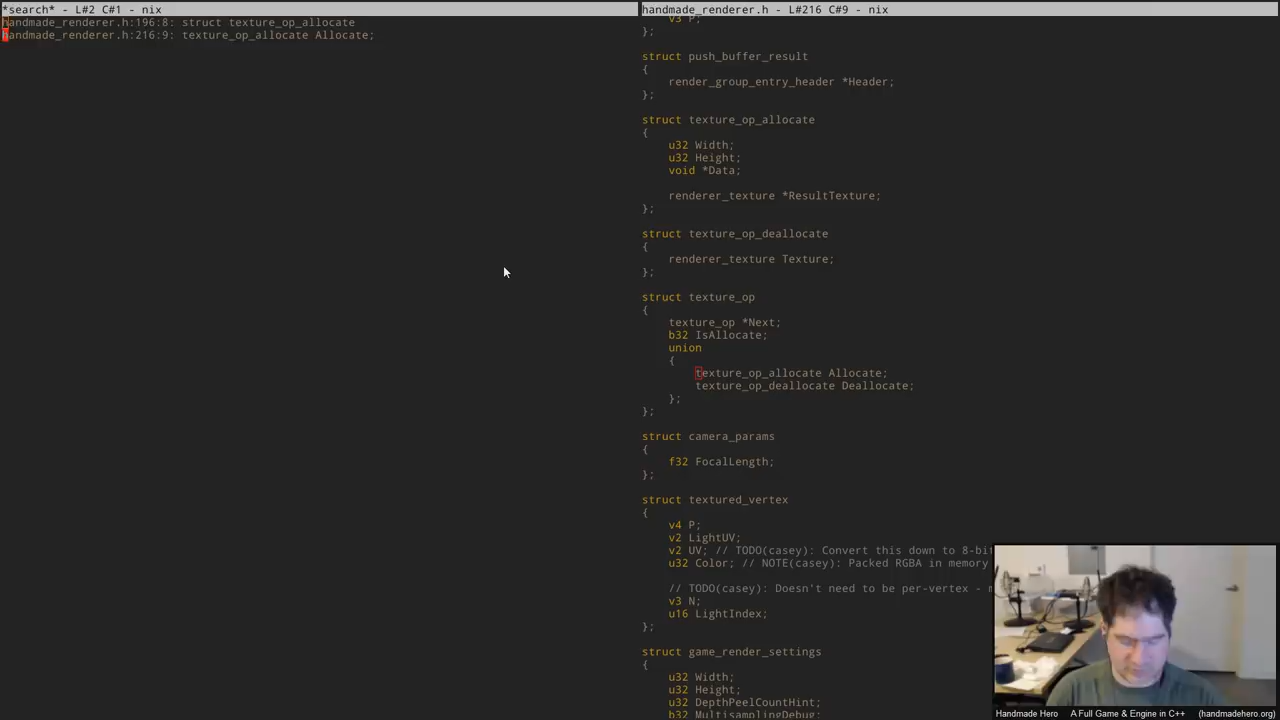 *search* - L#2 C#1 - nix
handmade_renderer.h:196:8: struct texture_op_allocate
handmade_renderer.h:216:9: texture_op_allocate Allocate;
handmade_renderer.h - L#216 C#9 - nix
v3 P;
};
struct push_buffer_result
{
render_group_entry_header *Header;
};
struct texture_op_allocate
{
u32 Width;
u32 Height;
void *Data;
renderer_texture *ResultTexture;
};
struct texture_op_deallocate
{
renderer_texture Texture;
};
struct texture_op
{
texture_op *Next;
b32 IsAllocate;
union
{
texture_op_allocate Allocate;
texture_op_deallocate Deallocate;
};
};
struct camera_params
{
f32 FocalLength;
};
struct textured_vertex
{
v4 P;
v2 LightUV;
v2 UV; // TODO(casey): Convert this down to 8-bit
u32 Color; // NOTE(casey): Packed RGBA in memory
// TODO(casey): Doesn't need to be per-vertex - m
v3 N;
u16 LightIndex;
};
struct game_render_settings
{
u32 Width;
u32 Height;
u32 DepthPeelCountHint;
b32 MultisamplingDebug;
Handmade Hero A Full Game & Engine in C++ (handmadehero.org)